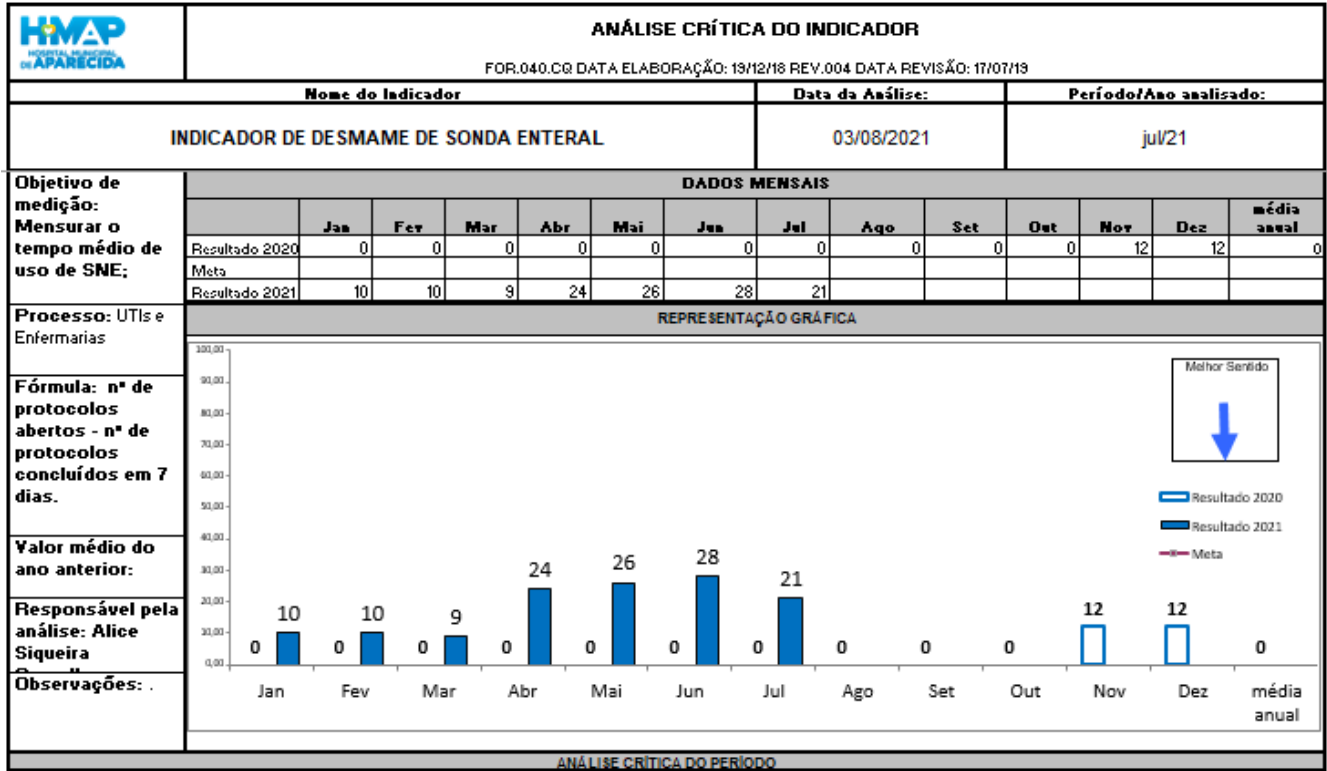 HMAP
HOSPITAL MUNICIPAL
DE APARECIDA
ANÁLISE CRÍTICA DO INDICADOR
FOR.040.CQ DATA ELABORAÇÃO: 19/12/18 REV.004 DATA REVISÃO: 17/07/19
Nome do Indicador Data da Análise: Período/Ano analisado:
INDICADOR DE DESMAME DE SONDA ENTERAL 03/08/2021 jul/21
Objetivo de
medição:
Mensurar o
tempo médio de
uso de SNE;
DADOS MENSAIS
Jan Fev Mar Abr Mai Jun Jul Ago Set Out Nov Dez média anual
Resultado 2020 0 0 0 0 0 0 0 0 0 0 12 12 0
Meta
Resultado 2021 10 10 9 24 26 28 21
Processo: UTIs e
Enfermarias
Fórmula: nº de
protocolos
abertos - nº de
protocolos
concluídos em 7
dias.
Valor médio do
ano anterior:
Responsável pela
análise: Alice
Siqueira
Observações: .
REPRESENTAÇÃO GRÁFICA
100,00
90,00
80,00
70,00
60,00
50,00
40,00
30,00
20,00
10,00
0,00
Melhor Sentido
Resultado 2020
Resultado 2021
Meta
0 10 0 10 0 9 0 24 0 26 0 28 0 21 0 0 0 12 12 0
Jan Fev Mar Abr Mai Jun Jul Ago Set Out Nov Dez média
anual
ANÁLISE CRÍTICA DO PERÍODO